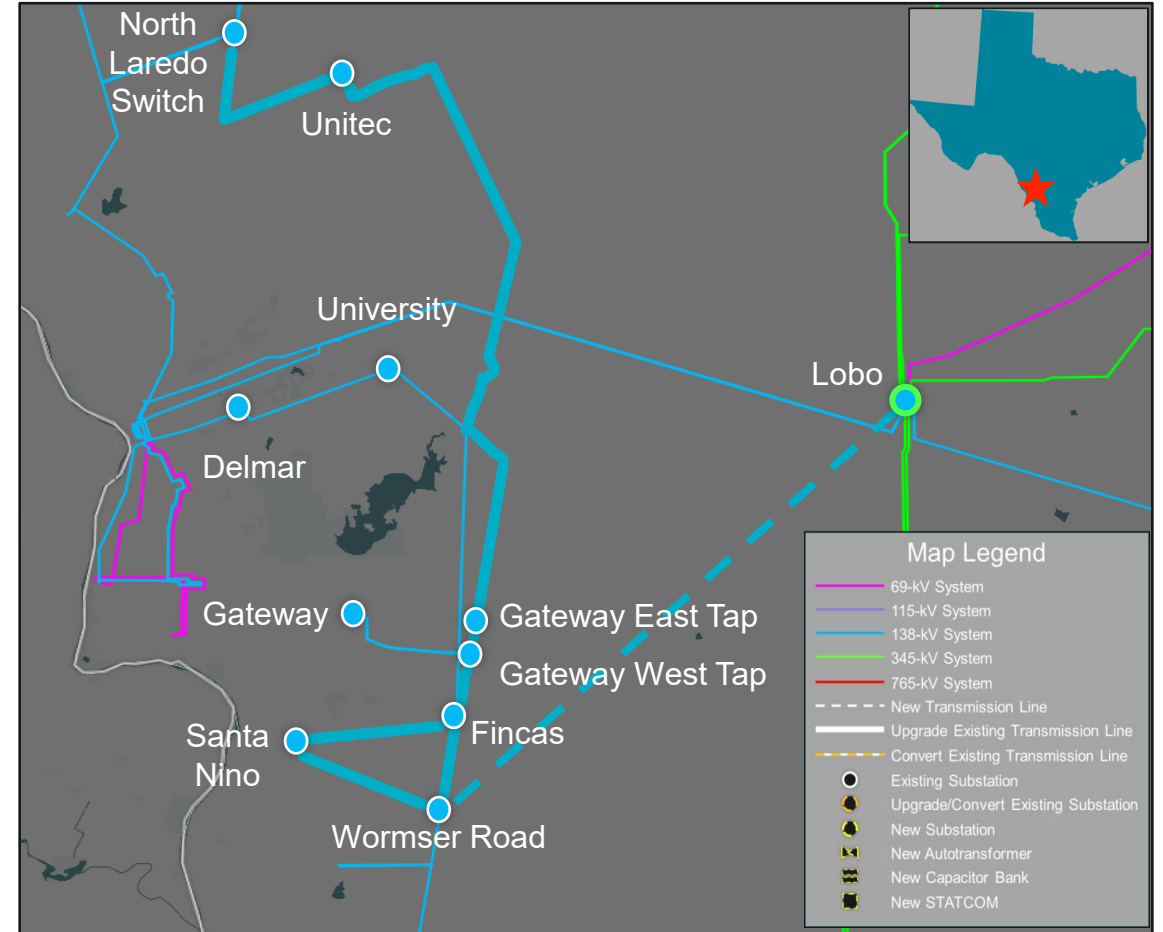 North
Laredo
Switch
Unitec
University
Lobo
Delmar
Gateway
Gateway East Tap
Gateway West Tap
Santa
Nino
Fincas
Wormser Road
Map Legend
69-kV System
115-kV System
138-kV System
345-kV System
765-kV System
New Transmission Line
Upgrade Existing Transmission Line
Convert Existing Transmission Line
Existing Substation
Upgrade/Convert Existing Substation
New Substation
New Autotransformer
New Capacitor Bank
New STATCOM